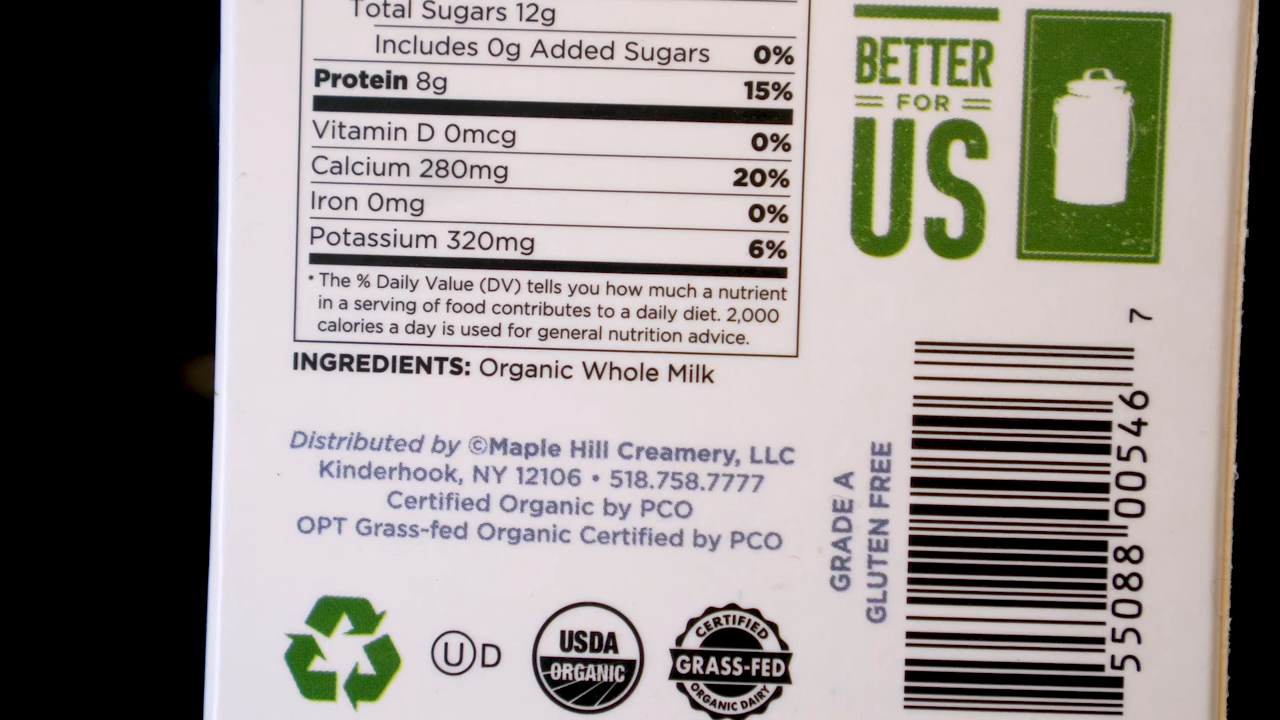 Total Sugars 12g
Includes 0g Added Sugars 0%
Protein 8g 15%
Vitamin D 0mcg 0%
Calcium 280mg 20%
Iron 0mg 0%
Potassium 320mg 6%
* The % Daily Value (DV) tells you how much a nutrient
in a serving of food contributes to a daily diet. 2,000
calories a day is used for general nutrition advice.
INGREDIENTS: Organic Whole Milk
Distributed by ©Maple Hill Creamery, LLC
Kinderhook, NY 12106 • 518.758.7777
Certified Organic by PCO
OPT Grass-fed Organic Certified by PCO
U D
USDA
ORGANIC
CERTIFIED
GRASS-FED
ORGANIC DAIRY
BETTER
FOR
US
GRADE A
GLUTEN FREE
55088 00546 7